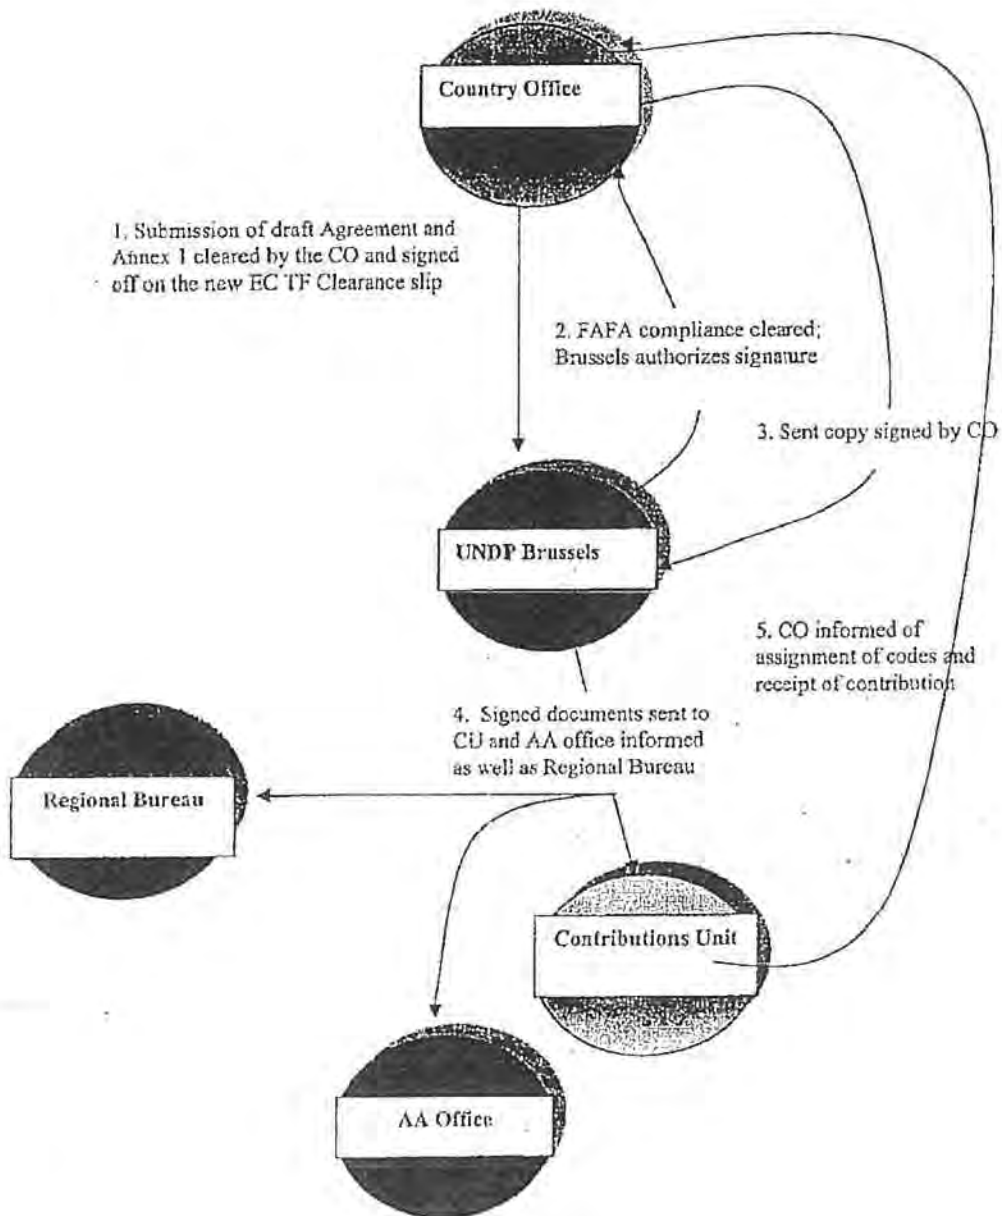 Country Office
1. Submission of draft Agreement and
Annex 1 cleared by the CO and signed
off on the new EC TF Clearance slip
2. FAFA compliance cleared;
Brussels authorizes signature
3. Sent copy signed by CO
UNDP Brussels
5. CO informed of
assignment of codes and
receipt of contribution
4. Signed documents sent to
CU and AA office informed
as well as Regional Bureau
Regional Bureau
Contributions Unit
AA Office